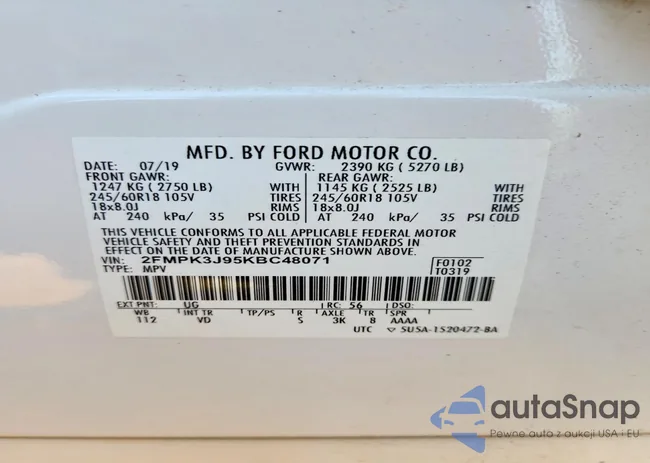 MFD. BY FORD MOTOR CO.
DATE: 07/19 GVWR: 2390 KG ( 5270 LB)
FRONT GAWR: REAR GAWR:
1247 KG ( 2750 LB) WITH 1145 KG ( 2525 LB) WITH
245/60R18 105V TIRES 245/60R18 105V TIRES
18x8.0J RIMS 18x8.0J RIMS
AT 240 kPa/ 35 PSI COLD AT 240 kPa/ 35 PSI COLD
THIS VEHICLE CONFORMS TO ALL APPLICABLE FEDERAL MOTOR
VEHICLE SAFETY AND THEFT PREVENTION STANDARDS IN EFFECT
ON THE DATE OF MANUFACTURE SHOWN ABOVE.
VIN: 2FMPK3J95KBC48071 F0102
TYPE: MPV T0319
EXT PNT: UG RC: 56 DSO:
WB INT TR TP/PS R AXLE TR SPR
112 VD S 3K 8 AAAA
UTC ▽ 5U5A-1520472-BA
autaSnap
Pewne auta z aukcji USA i EU